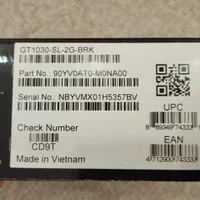 GT1030-SL-2G-BRK
Part No.: 90YV0AT0-M0NA00
Serial No.: NBYVMX01H5357BV
UPC
Check Number
CD9T
EAN
Made in Vietnam